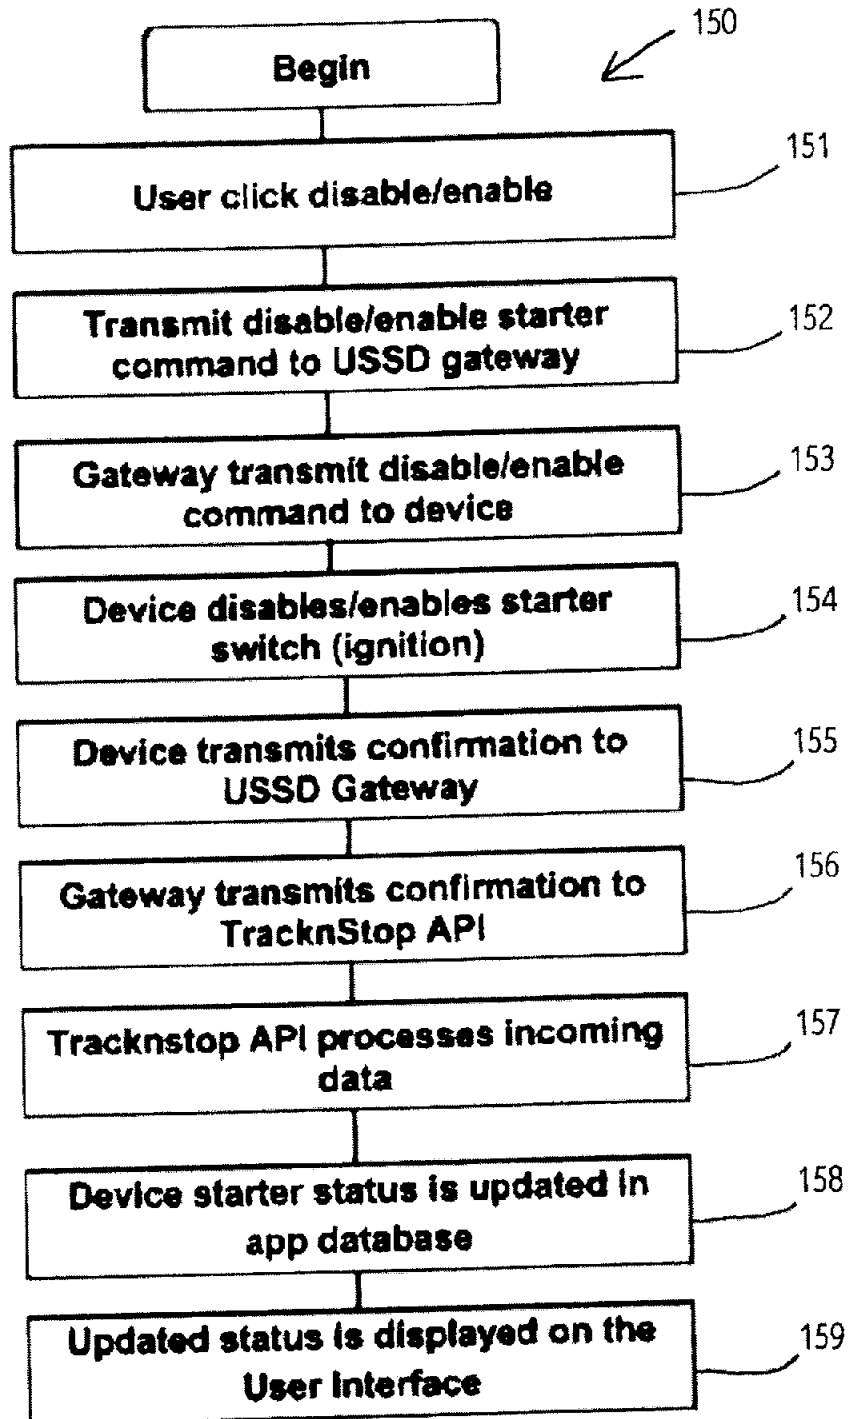 150
Begin
151
User click disable/enable
152
Transmit disable/enable starter
command to USSD gateway
153
Gateway transmit disable/enable
command to device
154
Device disables/enables starter
switch (ignition)
155
Device transmits confirmation to
USSD Gateway
156
Gateway transmits confirmation to
TracknStop API
157
Tracknstop API processes incoming
data
158
Device starter status is updated in
app database
159
Updated status is displayed on the
User Interface